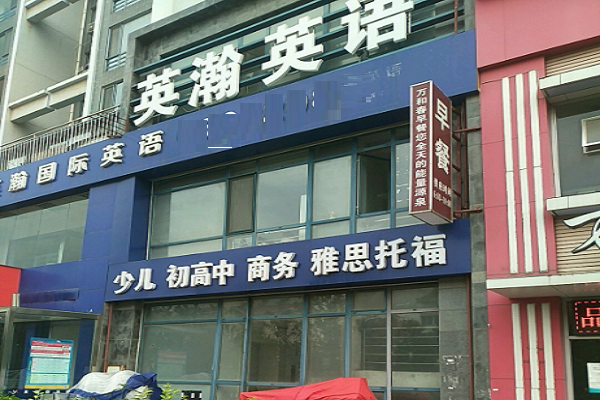 英瀚英语
瀚国际英语
少儿 初高中 商务 雅思托福
万和春早餐您全天的能量源泉
早餐
品